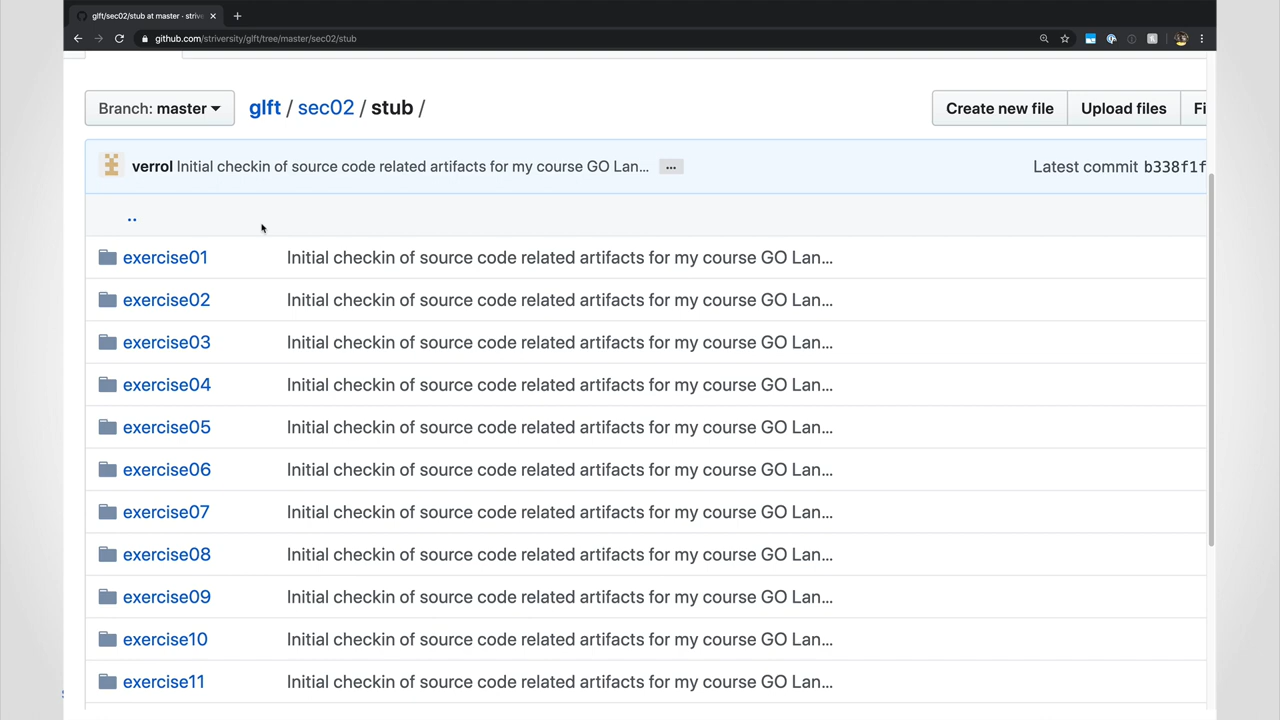 glft/sec02/stub at master · strive
github.com/striversity/glft/tree/master/sec02/stub
Branch: master glft / sec02 / stub / Create new file Upload files Fi
verrol Initial checkin of source code related artifacts for my course GO Lan… ... Latest commit b338f1f
..
exercise01 Initial checkin of source code related artifacts for my course GO Lan…
exercise02 Initial checkin of source code related artifacts for my course GO Lan…
exercise03 Initial checkin of source code related artifacts for my course GO Lan…
exercise04 Initial checkin of source code related artifacts for my course GO Lan…
exercise05 Initial checkin of source code related artifacts for my course GO Lan…
exercise06 Initial checkin of source code related artifacts for my course GO Lan…
exercise07 Initial checkin of source code related artifacts for my course GO Lan…
exercise08 Initial checkin of source code related artifacts for my course GO Lan…
exercise09 Initial checkin of source code related artifacts for my course GO Lan…
exercise10 Initial checkin of source code related artifacts for my course GO Lan…
exercise11 Initial checkin of source code related artifacts for my course GO Lan…